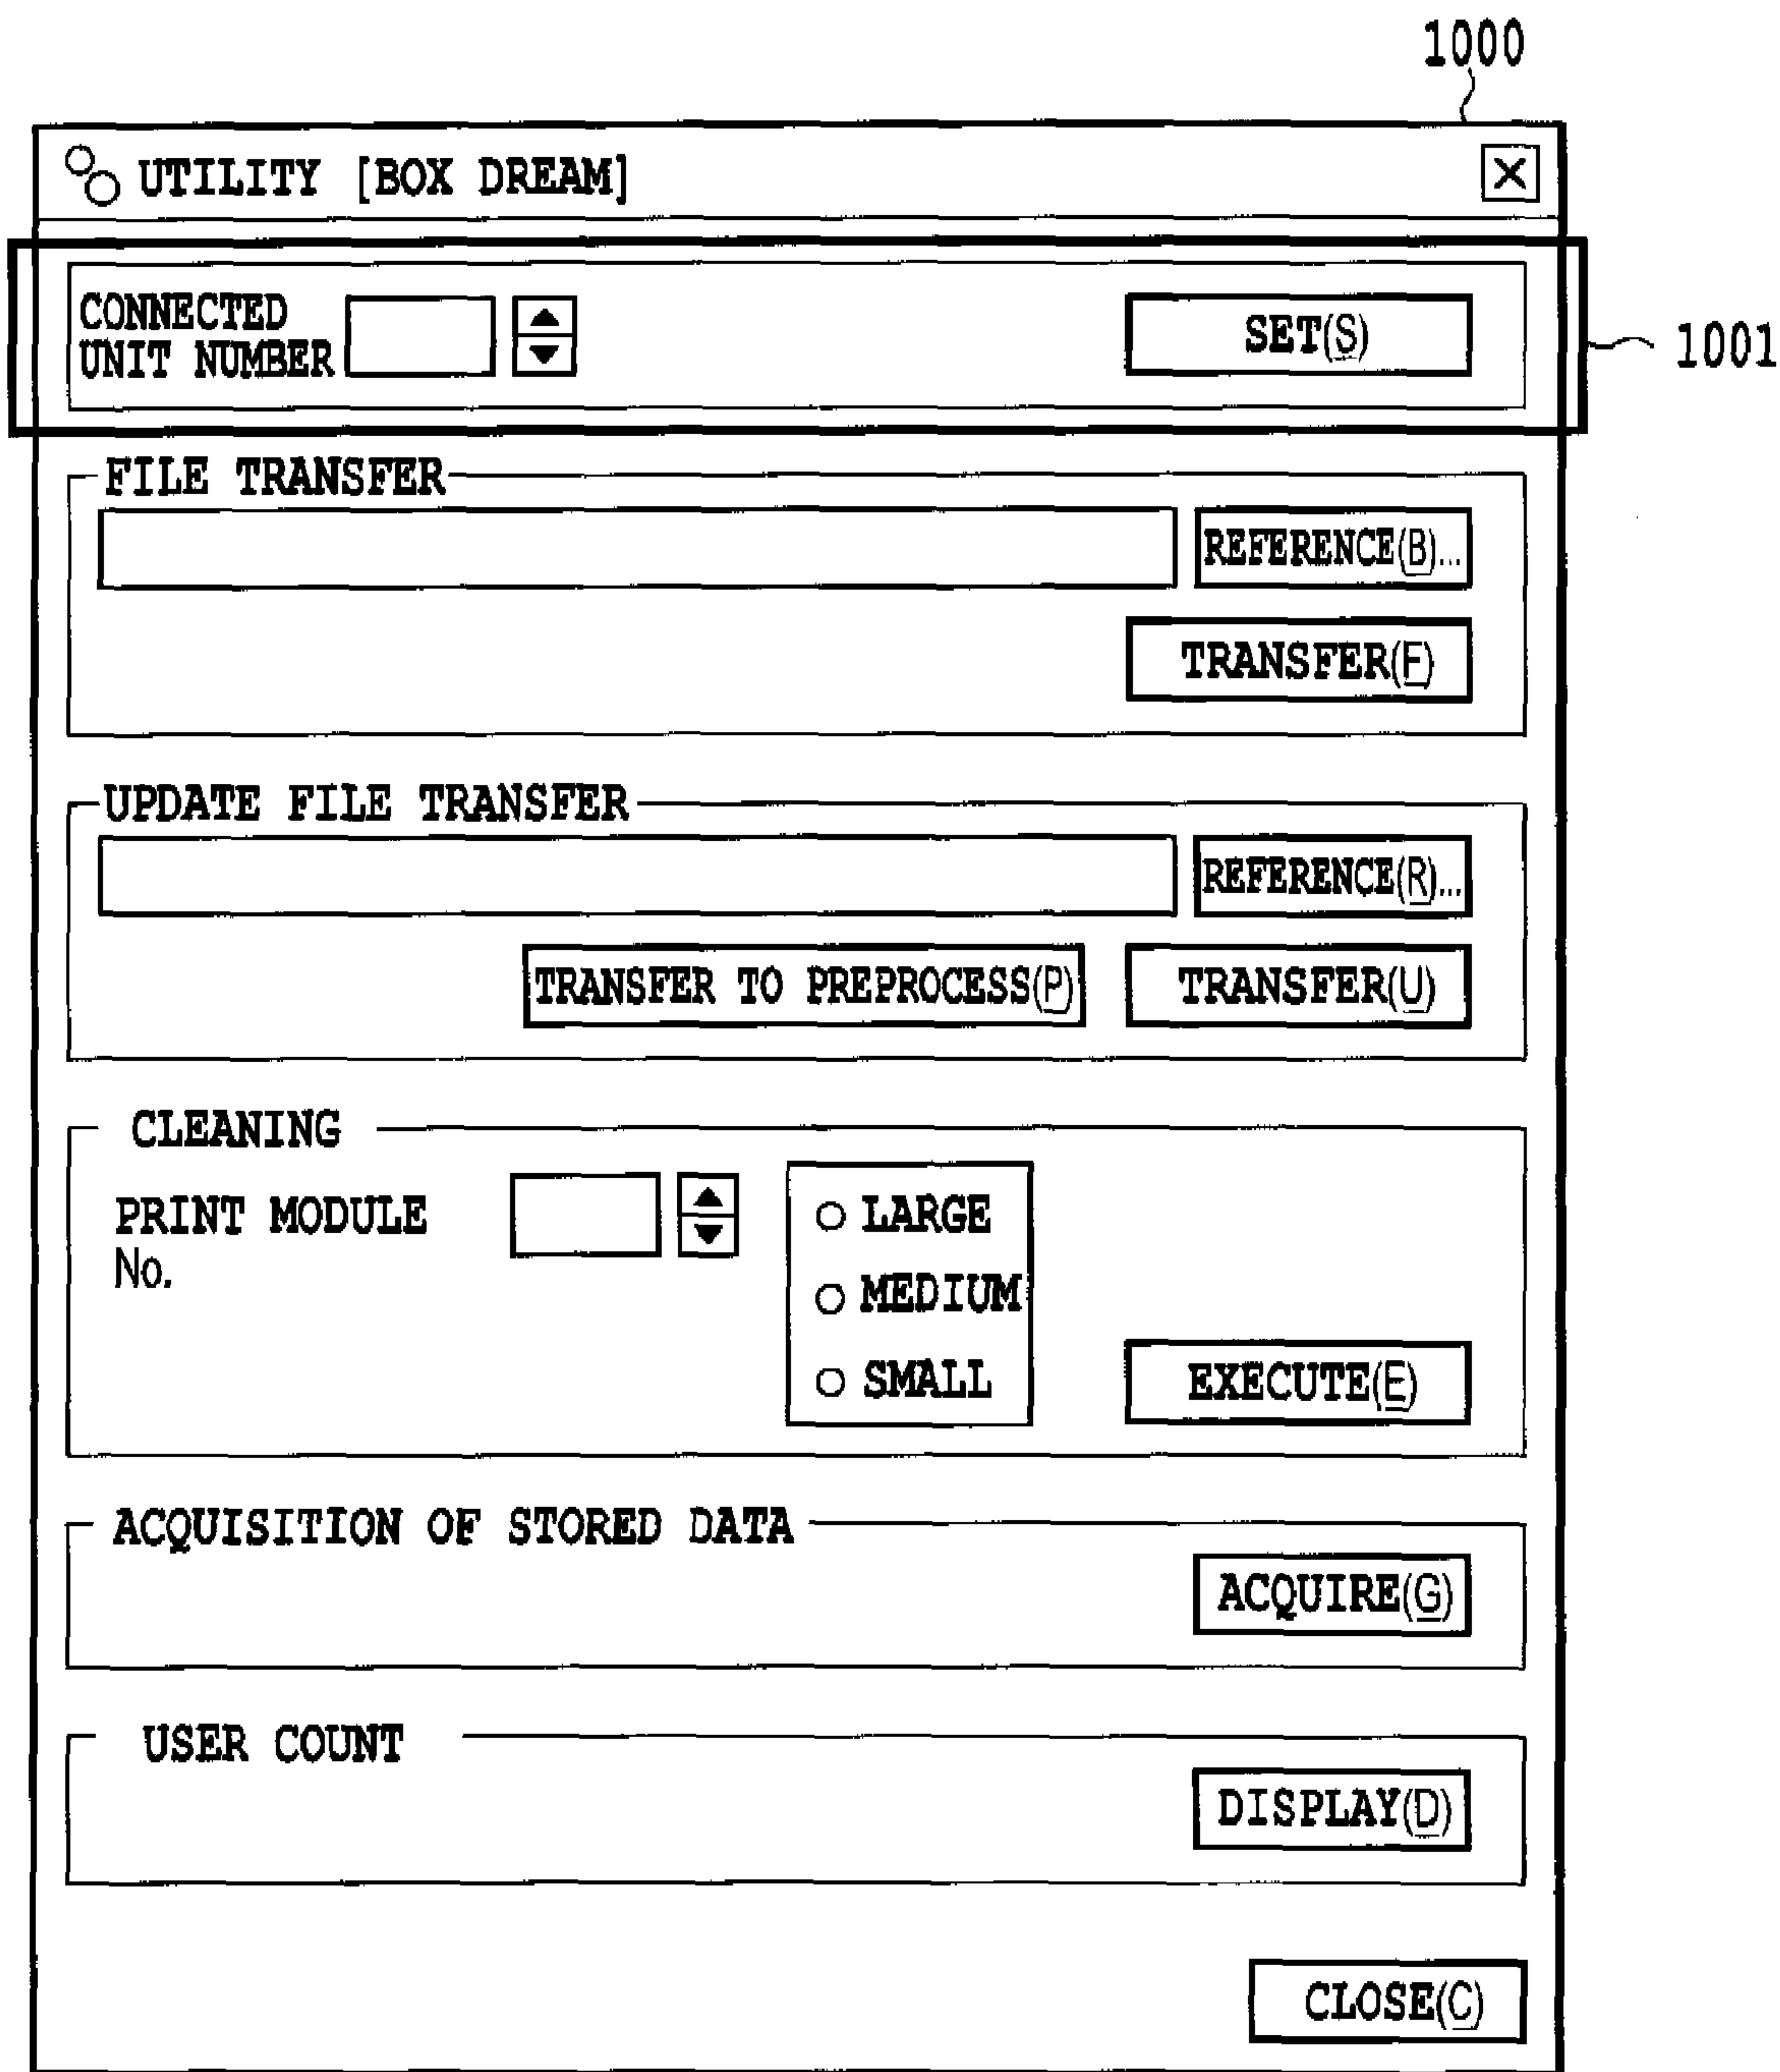 1000
UTILITY [BOX DREAM]
CONNECTED
UNIT NUMBER
SET(S)
1001
FILE TRANSFER
REFERENCE(B)...
TRANSFER(F)
UPDATE FILE TRANSFER
REFERENCE(R)...
TRANSFER TO PREPROCESS(P) TRANSFER(U)
CLEANING
PRINT MODULE
No.
LARGE
MEDIUM
SMALL
EXECUTE(E)
ACQUISITION OF STORED DATA
ACQUIRE(G)
USER COUNT
DISPLAY(D)
CLOSE(C)